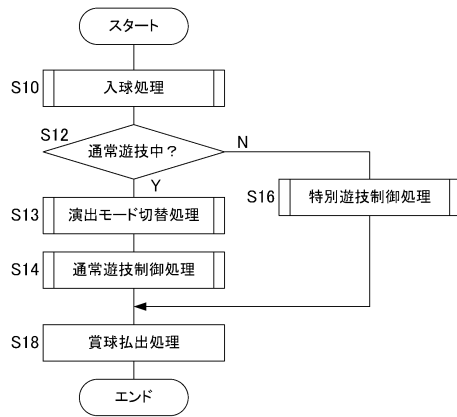 スタート
S10
入球処理
S12
通常遊技中？
N
Y
S13
演出モード切替処理
S16
特別遊技制御処理
S14
通常遊技制御処理
S18
賞球払出処理
エンド